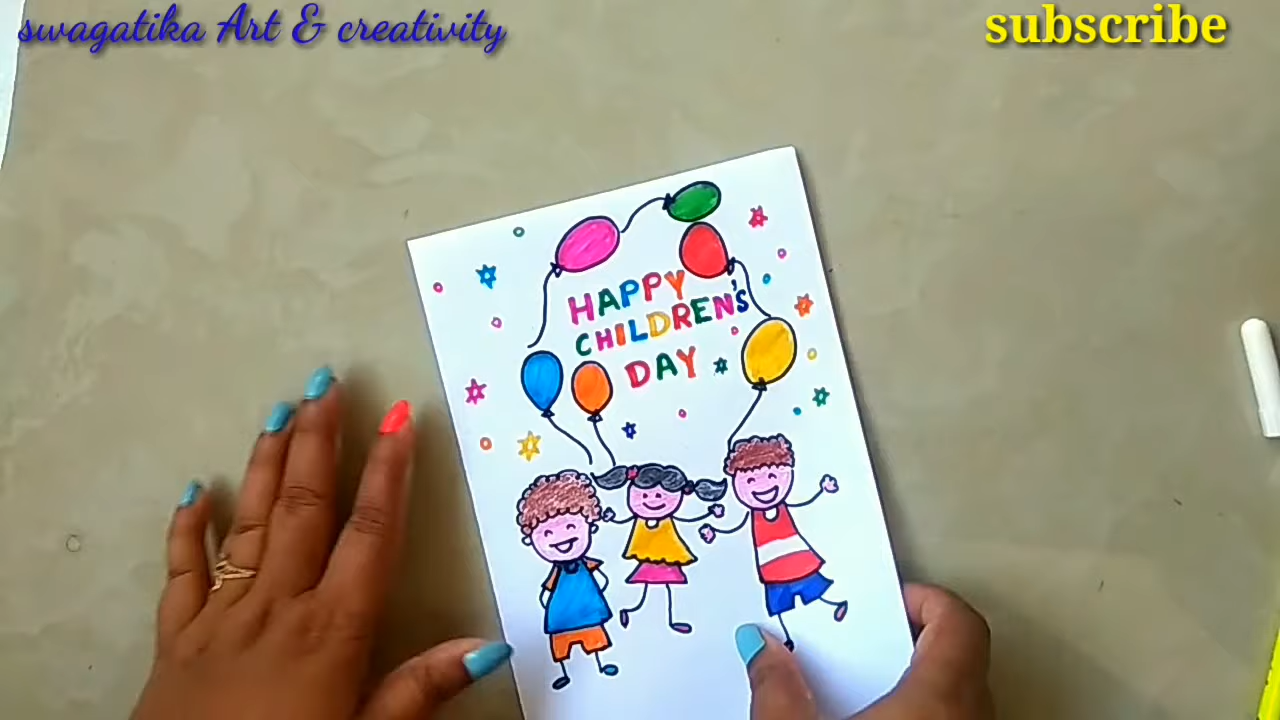 swagatika Art & creativity
subscribe
HAPPY
CHILDREN'S
DAY